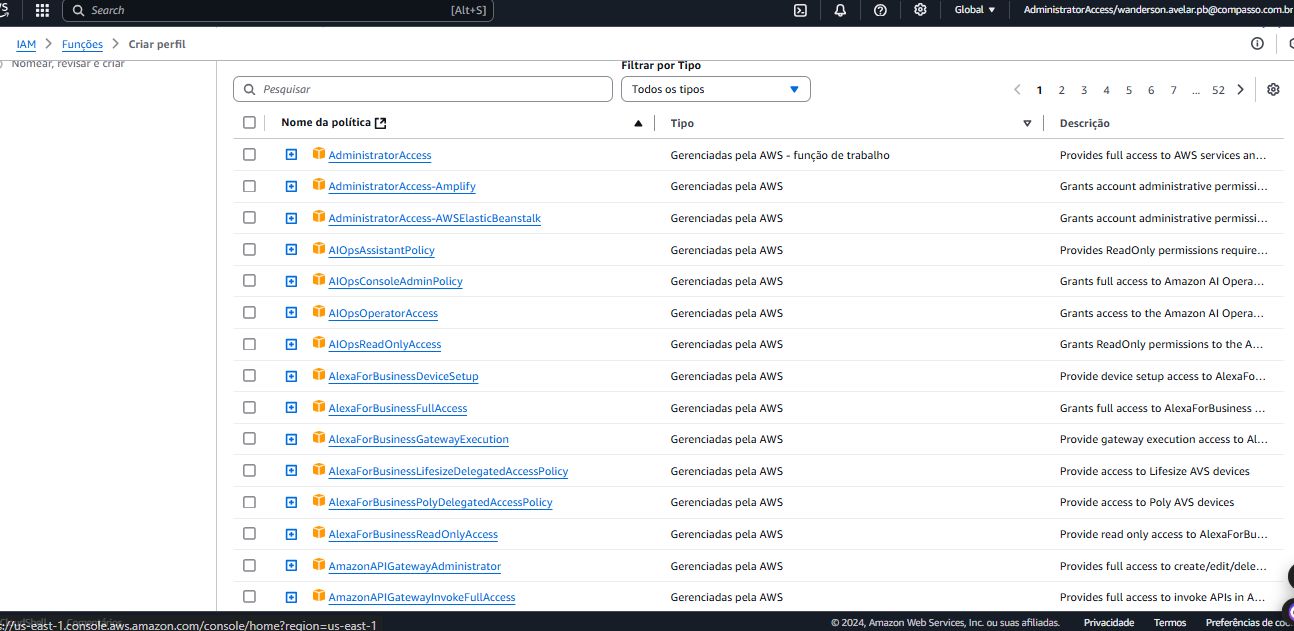 Search [Alt+S] Global AdministratorAccess/wanderson.avelar.pb@compasso.com.br
IAM > Funções > Criar perfil
Nomear, revisar e criar
Filtrar por Tipo
Pesquisar Todos os tipos 1 2 3 4 5 6 7 ... 52
Nome da política Tipo Descrição
AdministratorAccess Gerenciadas pela AWS - função de trabalho Provides full access to AWS services an...
AdministratorAccess-Amplify Gerenciadas pela AWS Grants account administrative permissi...
AdministratorAccess-AWSElasticBeanstalk Gerenciadas pela AWS Grants account administrative permissi...
AIOpsAssistantPolicy Gerenciadas pela AWS Provides ReadOnly permissions require...
AIOpsConsoleAdminPolicy Gerenciadas pela AWS Grants full access to Amazon AI Opera...
AIOpsOperatorAccess Gerenciadas pela AWS Grants access to the Amazon AI Operat...
AIOpsReadOnlyAccess Gerenciadas pela AWS Grants ReadOnly permissions to the A...
AlexaForBusinessDeviceSetup Gerenciadas pela AWS Provide device setup access to AlexaFo...
AlexaForBusinessFullAccess Gerenciadas pela AWS Grants full access to AlexaForBusiness ...
AlexaForBusinessGatewayExecution Gerenciadas pela AWS Provide gateway execution access to Al...
AlexaForBusinessLifesizeDelegatedAccessPolicy Gerenciadas pela AWS Provide access to Lifesize AVS devices
AlexaForBusinessPolyDelegatedAccessPolicy Gerenciadas pela AWS Provide access to Poly AVS devices
AlexaForBusinessReadOnlyAccess Gerenciadas pela AWS Provide read only access to AlexaForBu...
AmazonAPIGatewayAdministrator Gerenciadas pela AWS Provides full access to create/edit/dele...
AmazonAPIGatewayInvokeFullAccess Gerenciadas pela AWS Provides full access to invoke APIs in A...
s://us-east-1.console.aws.amazon.com/console/home?region=us-east-1 © 2024, Amazon Web Services, Inc. ou suas afiliadas. Privacidade Termos Preferências de coo